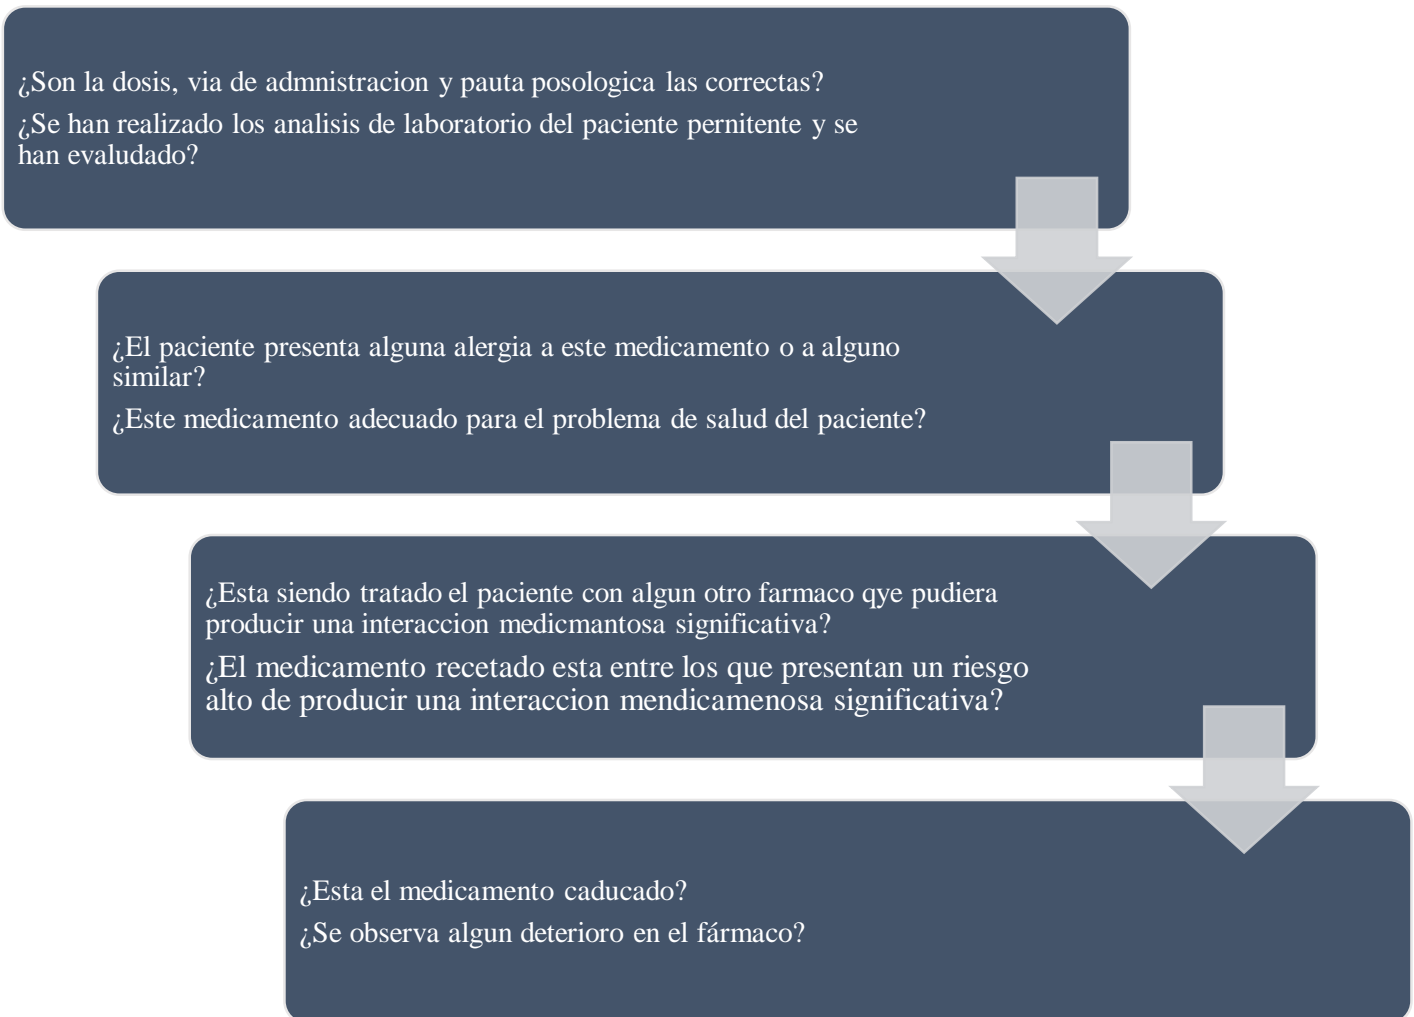 ¿Son la dosis, via de admnistracion y pauta posologica las correctas?
¿Se han realizado los analisis de laboratorio del paciente pernitente y se
han evaludado?
¿El paciente presenta alguna alergia a este medicamento o a alguno
similar?
¿Este medicamento adecuado para el problema de salud del paciente?
¿Esta siendo tratado el paciente con algun otro farmaco qye pudiera
producir una interaccion medicmantosa significativa?
¿El medicamento recetado esta entre los que presentan un riesgo
alto de producir una interaccion mendicamenosa significativa?
¿Esta el medicamento caducado?
¿Se observa algun deterioro en el fármaco?